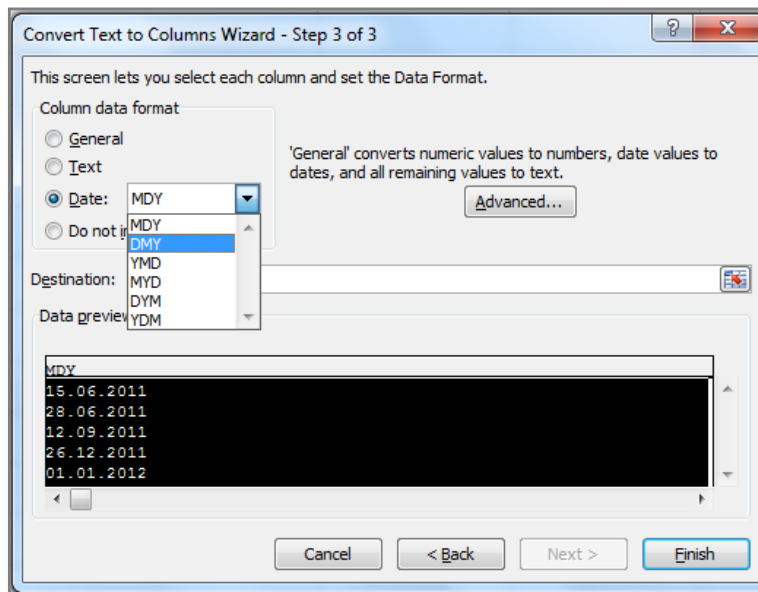 Convert Text to Columns Wizard - Step 3 of 3
This screen lets you select each column and set the Data Format.
Column data format
General
Text
Date: MDY
Do not i
MDY
DMY
YMD
MYD
DYM
YDM
'General' converts numeric values to numbers, date values to
dates, and all remaining values to text.
Advanced...
Destination:
Data preview
MDY
15.06.2011
28.06.2011
12.09.2011
26.12.2011
01.01.2012
Cancel
< Back
Next >
Finish